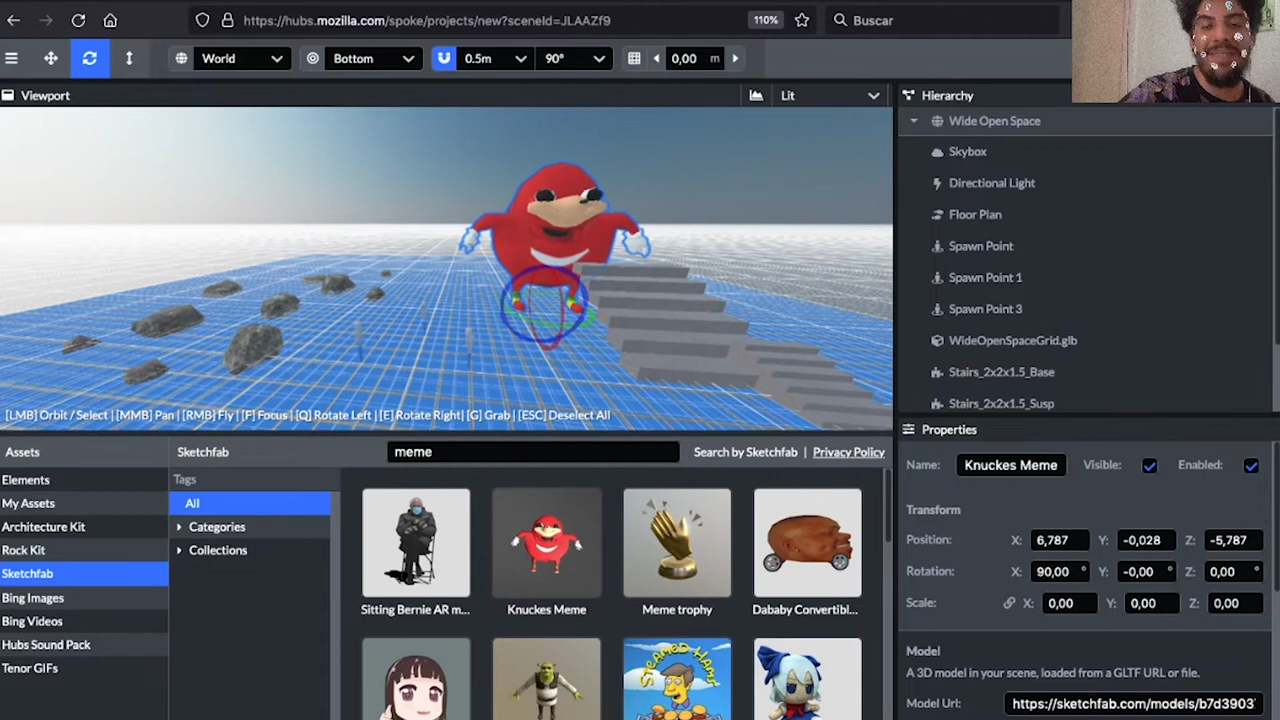 https://hubs.mozilla.com/spoke/projects/new?sceneId=JLAAZf9
110%
Buscar
World
Bottom
0.5m
90°
0,00 m
Viewport
Lit
Hierarchy
Wide Open Space
Skybox
Directional Light
Floor Plan
Spawn Point
Spawn Point 1
Spawn Point 3
WideOpenSpaceGrid.glb
Stairs_2x2x1.5_Base
Stairs_2x2x1.5_Susp
[LMB] Orbit / Select | [MMB] Pan | [RMB] Fly | [F] Focus | [Q] Rotate Left | [E] Rotate Right | [G] Grab | [ESC] Deselect All
Properties
Name: Knuckes Meme Visible: Enabled:
Transform
Position: X: 6,787 Y: -0,028 Z: -5,787
Rotation: X: 90,00 ° Y: -0,00 ° Z: 0,00 °
Scale: X: 0,00 Y: 0,00 Z: 0,00
Model
A 3D model in your scene, loaded from a GLTF URL or file.
Model Url: https://sketchfab.com/models/b7d3903
Assets
Elements
My Assets
Architecture Kit
Rock Kit
Sketchfab
Bing Images
Bing Videos
Hubs Sound Pack
Tenor GIFs
Sketchfab
meme
Search by Sketchfab | Privacy Policy
Tags
All
Categories
Collections
Sitting Bernie AR m...
Knuckes Meme
Meme trophy
Dababy Convertibl...
STEAMED HAMS